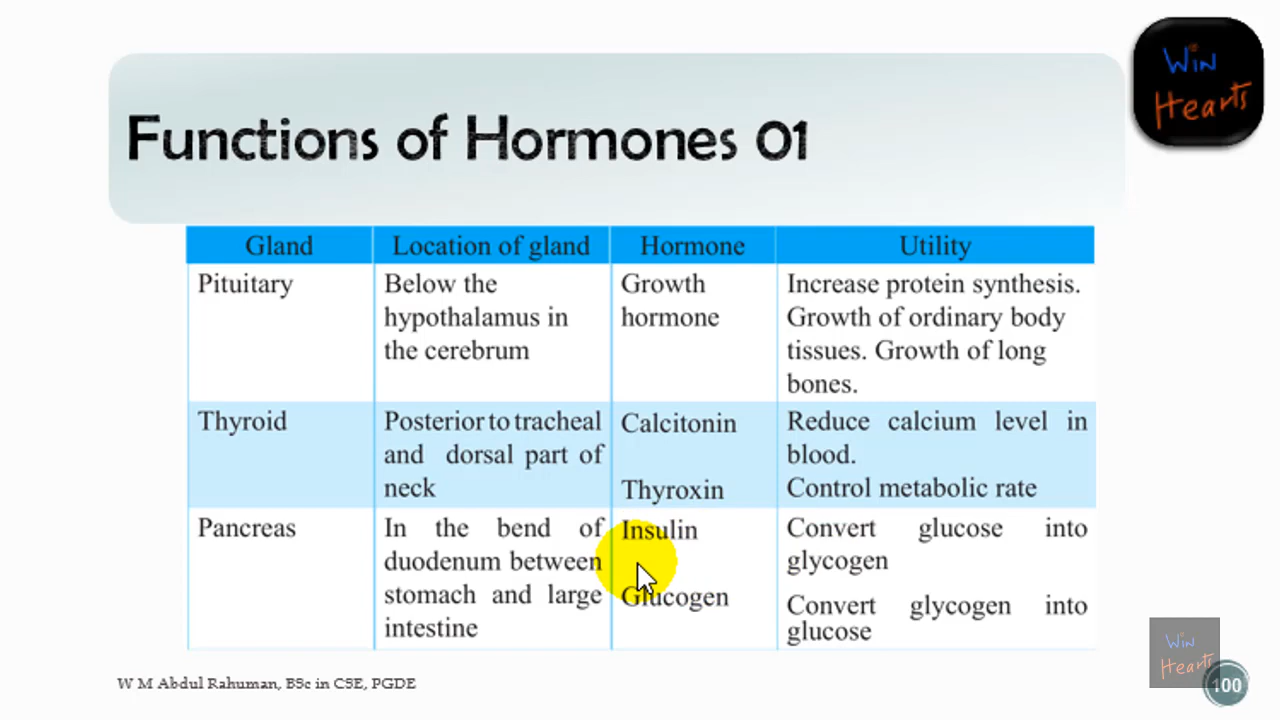 Win
Hearts
Functions of Hormones 01
Gland Location of gland Hormone Utility
Pituitary
Below the
hypothalamus in
the cerebrum
Growth
hormone
Increase protein synthesis.
Growth of ordinary body
tissues. Growth of long
bones.
Thyroid
Posterior to tracheal
and dorsal part of
neck
Calcitonin
Thyroxin
Reduce calcium level in
blood.
Control metabolic rate
Pancreas
In the bend of
duodenum between
stomach and large
intestine
Insulin
Glucogen
Convert glucose into
glycogen
Convert glycogen into
glucose
W M Abdul Rahuman, BSc in CSE, PGDE
Win
Hearts
100